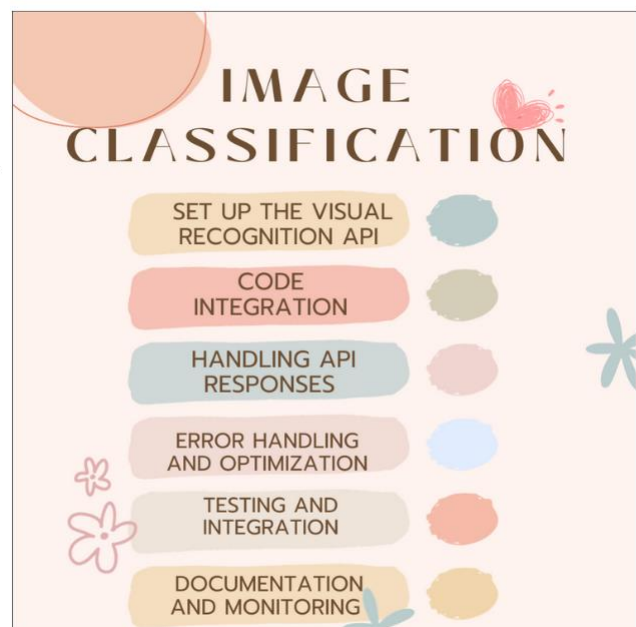 IMAGE
CLASSIFICATION
SET UP THE VISUAL
RECOGNITION API
CODE
INTEGRATION
HANDLING API
RESPONSES
ERROR HANDLING
AND OPTIMIZATION
TESTING AND
INTEGRATION
DOCUMENTATION
AND MONITORING